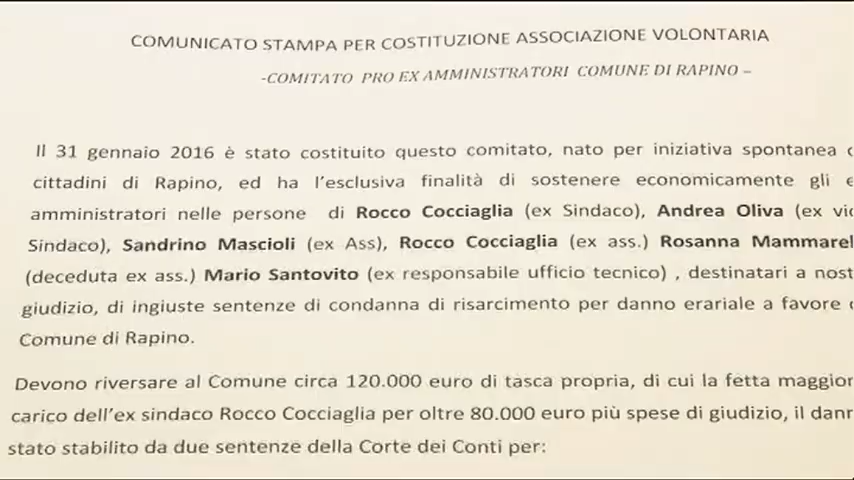 COMUNICATO STAMPA PER COSTITUZIONE ASSOCIAZIONE VOLONTARIA
-COMITATO PRO EX AMMINISTRATORI COMUNE DI RAPINO –
Il 31 gennaio 2016 è stato costituito questo comitato, nato per iniziativa spontanea
cittadini di Rapino, ed ha l'esclusiva finalità di sostenere economicamente gli
amministratori nelle persone di Rocco Cocciaglia (ex Sindaco), Andrea Oliva (ex
Sindaco), Sandrino Mascioli (ex Ass), Rocco Cocciaglia (ex ass.) Rosanna
(deceduta ex ass.) Mario Santovito (ex responsabile ufficio tecnico) , destinatari a
giudizio, di ingiuste sentenze di condanna di risarcimento per danno erariale a favore
Comune di Rapino.
Devono riversare al Comune circa 120.000 euro di tasca propria, di cui la fetta
carico dell'ex sindaco Rocco Cocciaglia per oltre 80.000 euro più spese di giudizio, il
stato stabilito da due sentenze della Corte dei Conti per: